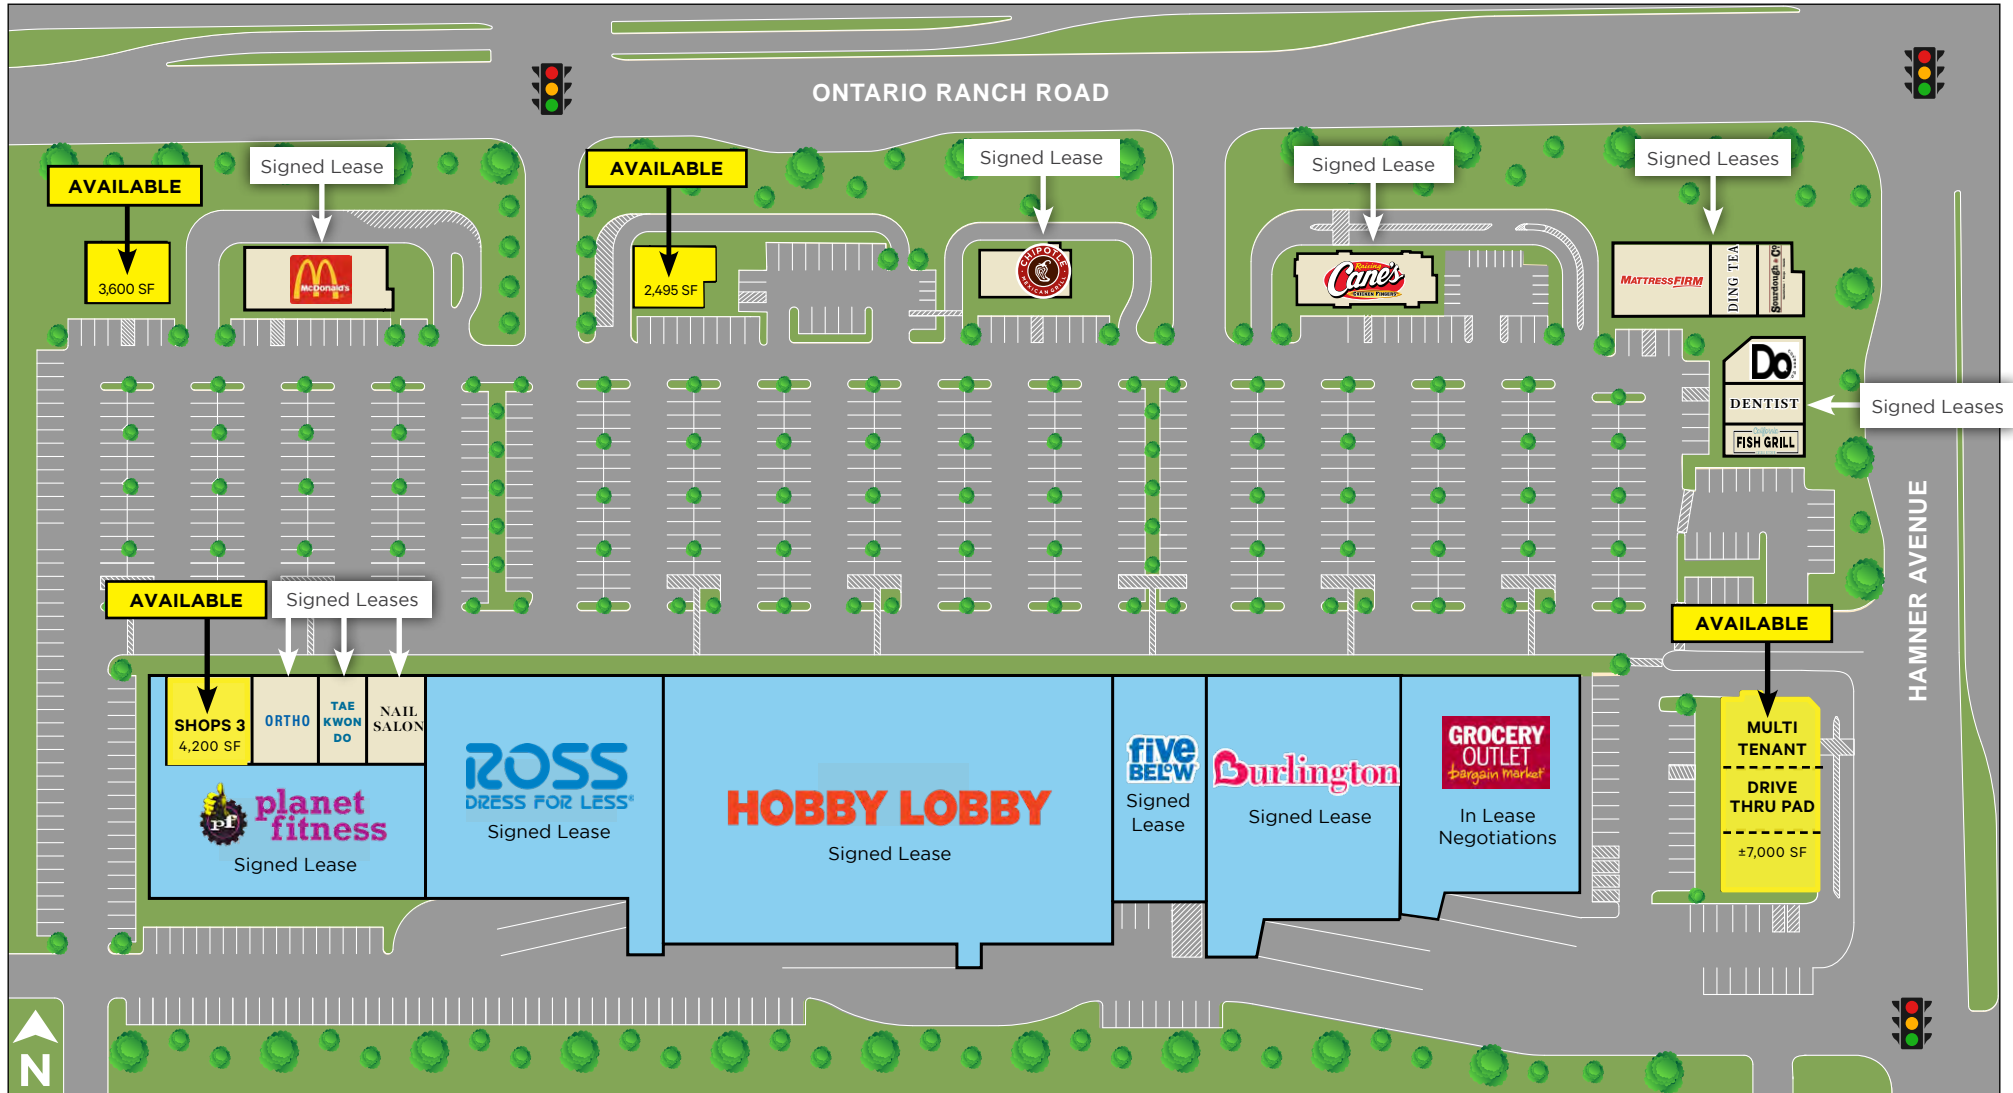 ONTARIO RANCH ROAD
AVAILABLE
3,600 SF
Signed Lease
McDonald's
AVAILABLE
2,495 SF
Signed Lease
CHIPOTLE
MEXICAN GRILL
Signed Lease
Raising
Cane's
CHICKEN FINGERS
Signed Leases
MATTRESSFIRM
DING TEA
Sourdough & Co
DO
DENTIST
California
FISH GRILL
Signed Leases
HAMNER AVENUE
AVAILABLE
SHOPS 3
4,200 SF
Signed Leases
ORTHO
TAE
KWON
DO
NAIL
SALON
pf
planet
fitness
Signed Lease
ROSS
DRESS FOR LESS®
Signed Lease
HOBBY LOBBY
Signed Lease
five
BELOW
Signed
Lease
Burlington
Signed Lease
GROCERY
OUTLET
bargain market
In Lease
Negotiations
AVAILABLE
MULTI
TENANT
DRIVE
THRU PAD
±7,000 SF
N